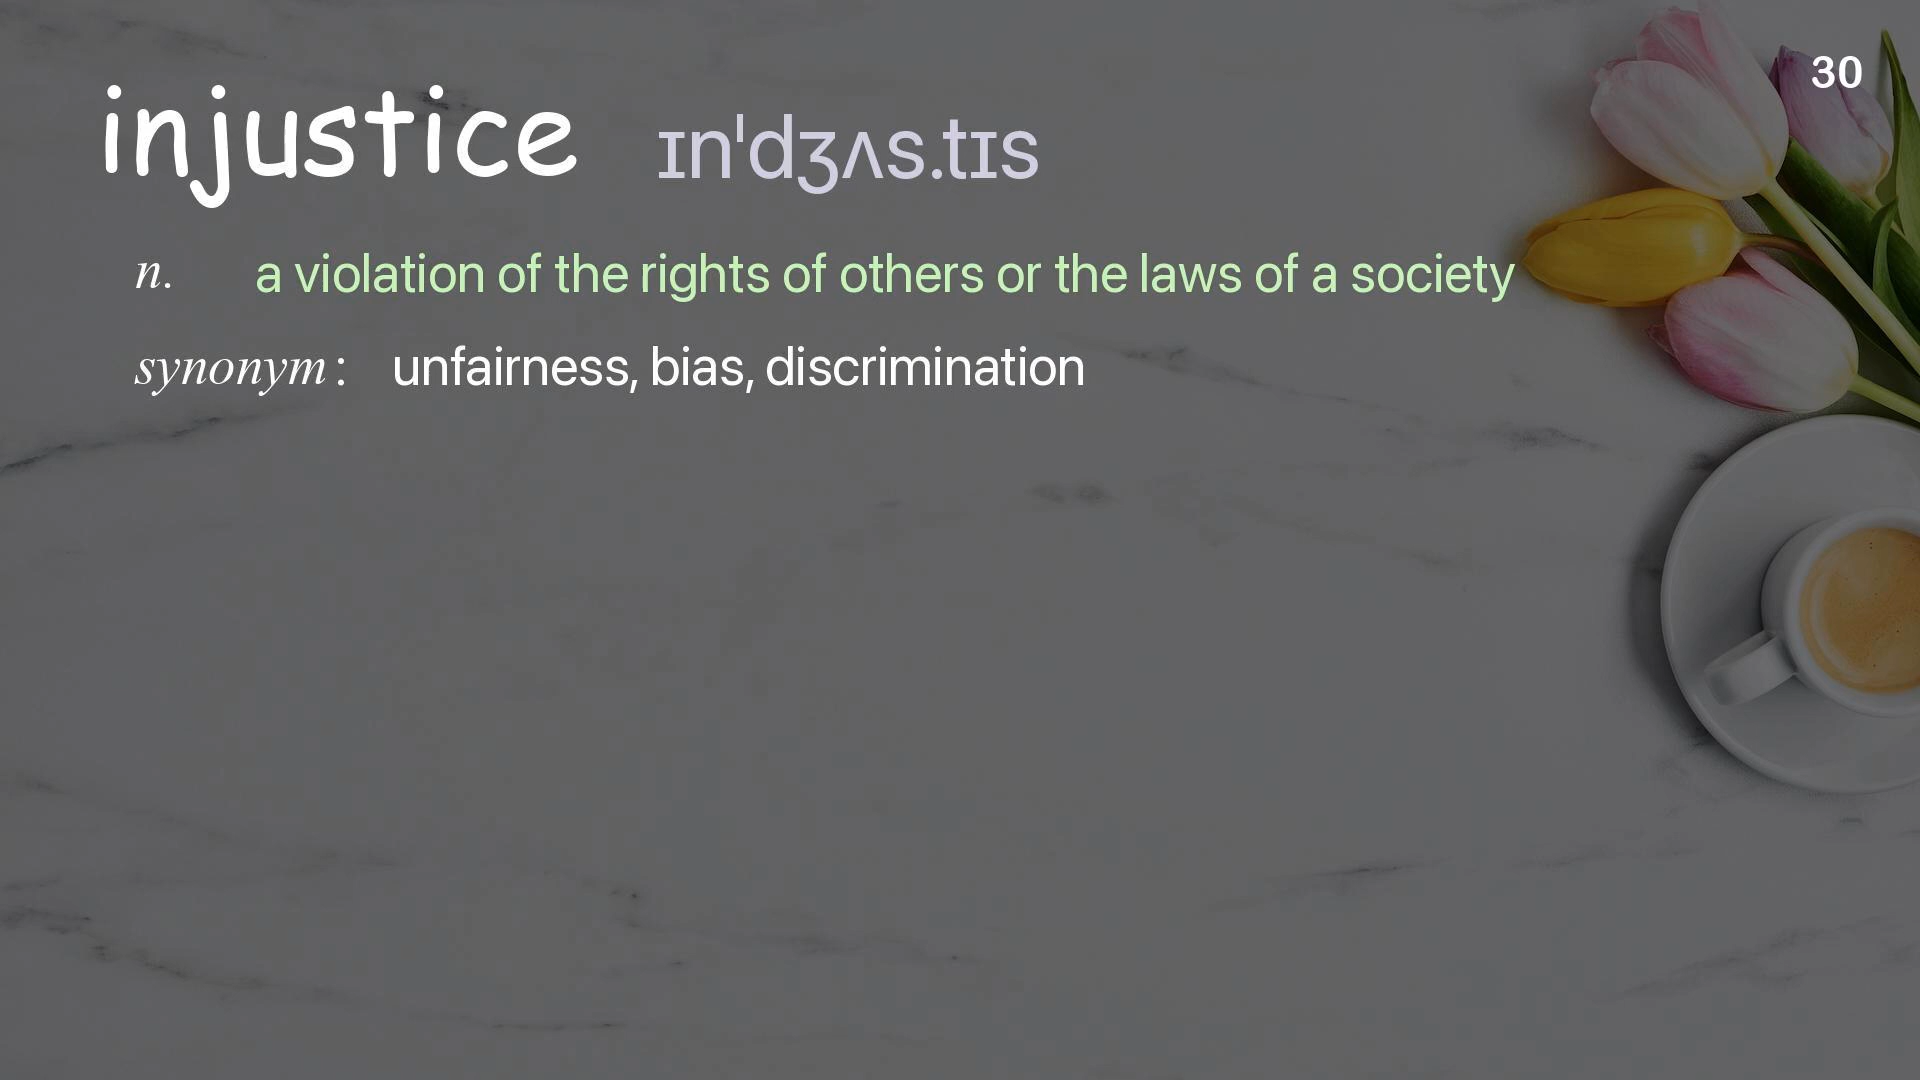 30
injustice ɪnˈdʒʌs.tɪs
n. a violation of the rights of others or the laws of a society
synonym: unfairness, bias, discrimination